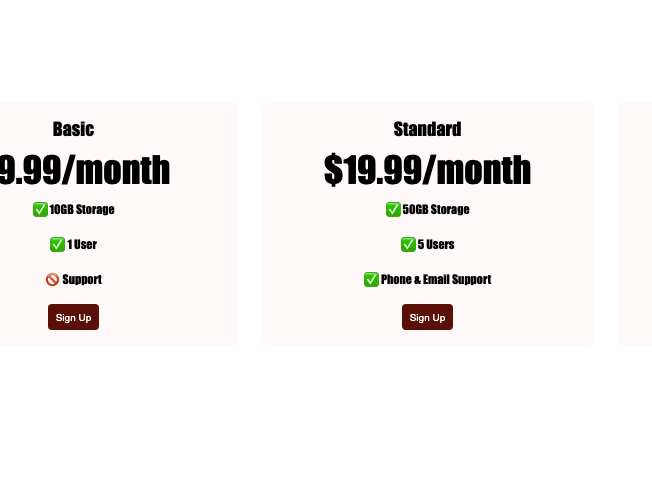 Basic
9.99/month
✅10GB Storage
✅ 1 User
🚫 Support
Sign Up
Standard
$19.99/month
✅50GB Storage
✅ 5 Users
✅Phone & Email Support
Sign Up